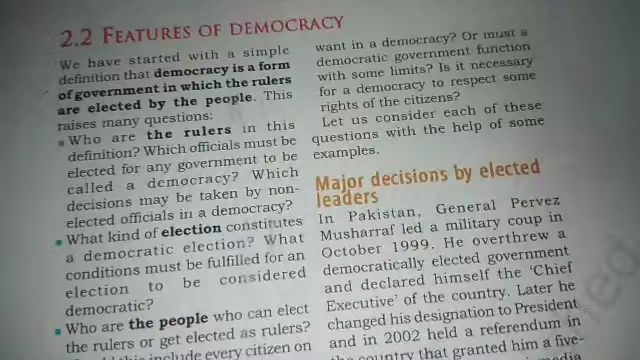 2.2 FEATURES OF DEMOCRACY
We have started with a simple
definition that democracy is a form
of government in which the rulers
are elected by the people. This
raises many questions:
Who are the rulers in this
definition? Which officials must be
elected for any government to be
called a democracy? Which
decisions may be taken by non-
elected officials in a democracy?
What kind of election constitutes
a democratic election? What
conditions must be fulfilled for an
election to be considered
democratic?
Who are the people who can elect
the rulers or get elected as rulers?
include every citizen on
want in a democracy? Or must a
democratic government function
with some limits? Is it necessary
for a democracy to respect some
rights of the citizens?
Let us consider each of these
questions with the help of some
examples.
Major decisions by elected
leaders
In Pakistan, General Pervez
Musharraf led a military coup in
October 1999. He overthrew a
democratically elected government
and declared himself the 'Chief
Executive' of the country. Later he
changed his designation to President
and in 2002 held a referendum in
the country that granted him a five-